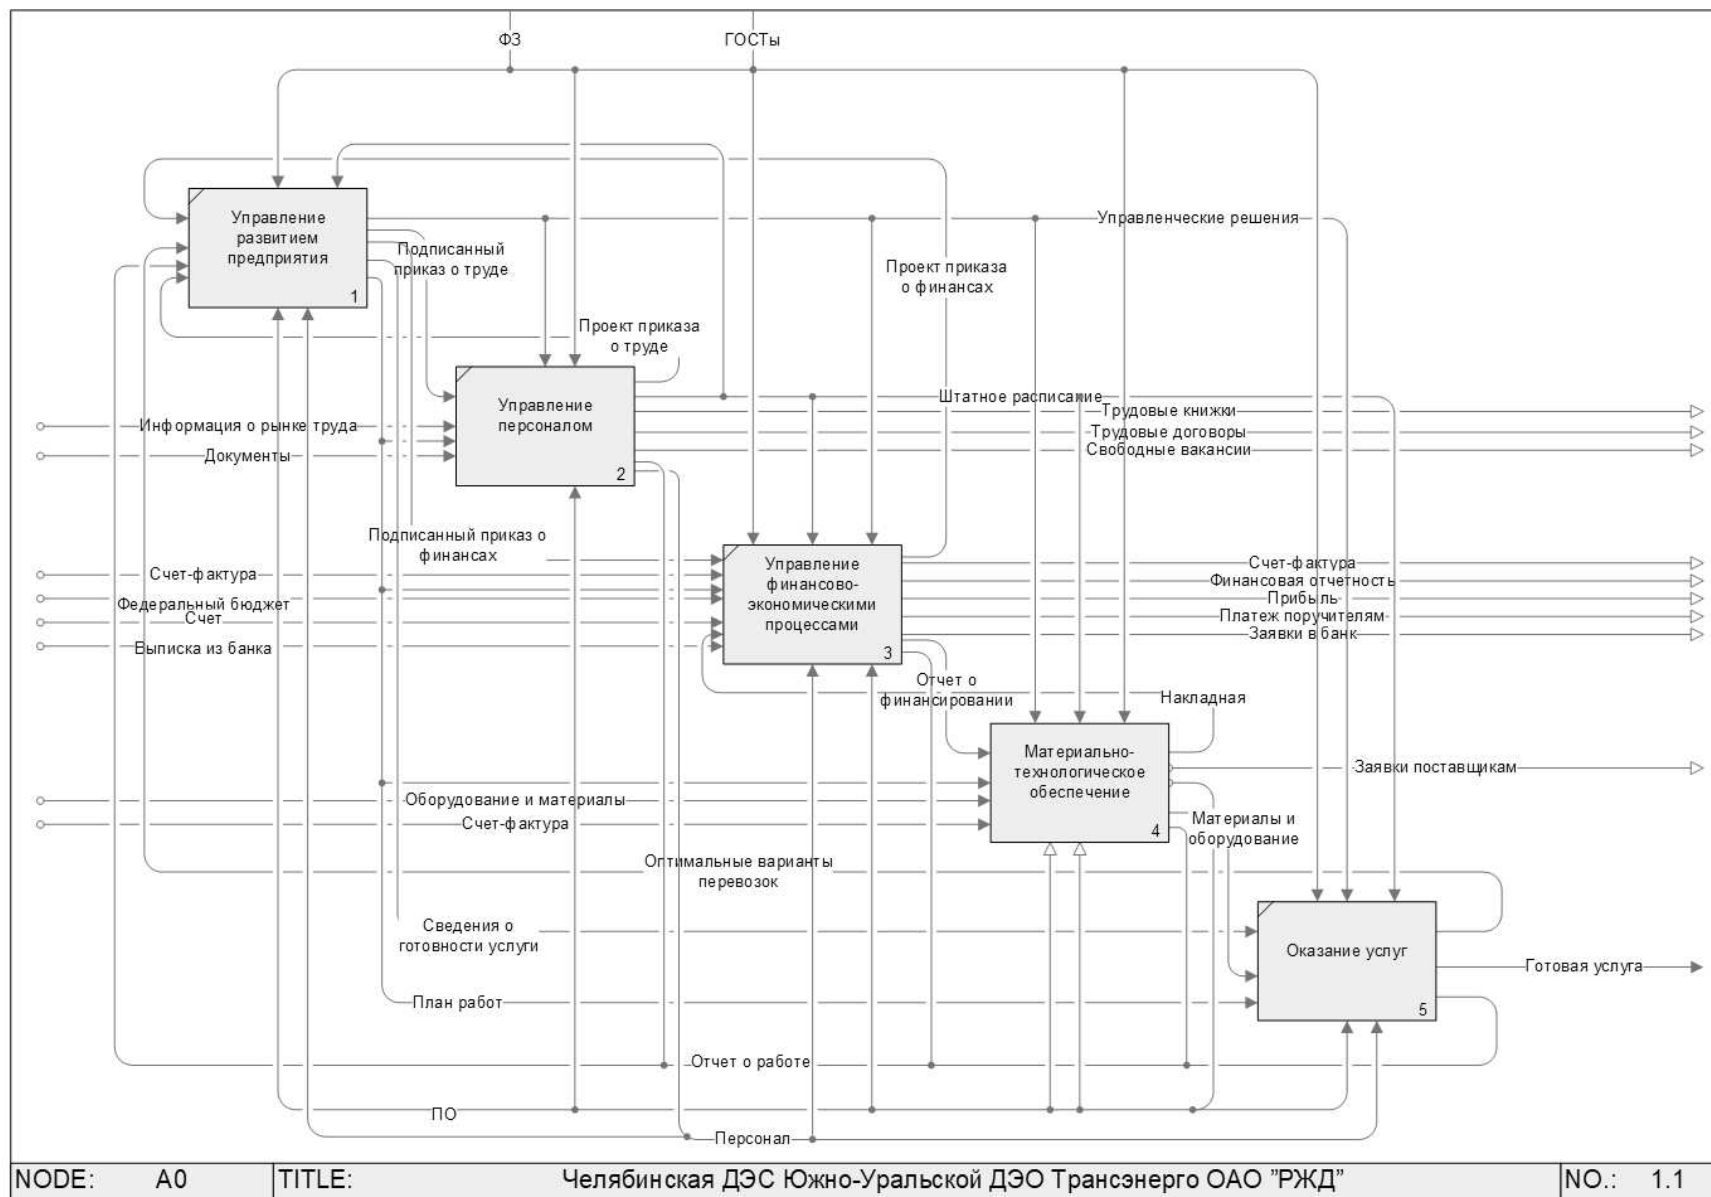 ФЗ
ГОСТы
Управление
развитием
предприятия
1
Управленческие решения
Подписанный
приказ о труде
Проект приказа
о финансах
Проект приказа
о труде
Управление
персоналом
2
Штатное расписание
Трудовые книжки
Трудовые договоры
Свободные вакансии
Информация о рынке труда
Документы
Подписанный приказ о
финансах
Управление
финансово-
экономическими
процессами
3
Счет-фактура
Федеральный бюджет
Счет
Выписка из банка
Счет-фактура
Финансовая отчетность
Прибыль
Платеж поручителям
Заявки в банк
Отчет о
финансировании
Накладная
Материально-
технологическое
обеспечение
4
Заявки поставщикам
Оборудование и материалы
Счет-фактура
Материалы и
оборудование
Оптимальные варианты
перевозок
Сведения о
готовности услуги
Оказание услуг
5
Готовая услуга
План работ
Отчет о работе
ПО
Персонал
NODE: A0 TITLE: Челябинская ДЭС Южно-Уральской ДЭО Трансэнерго ОАО "РЖД" NO.: 1.1